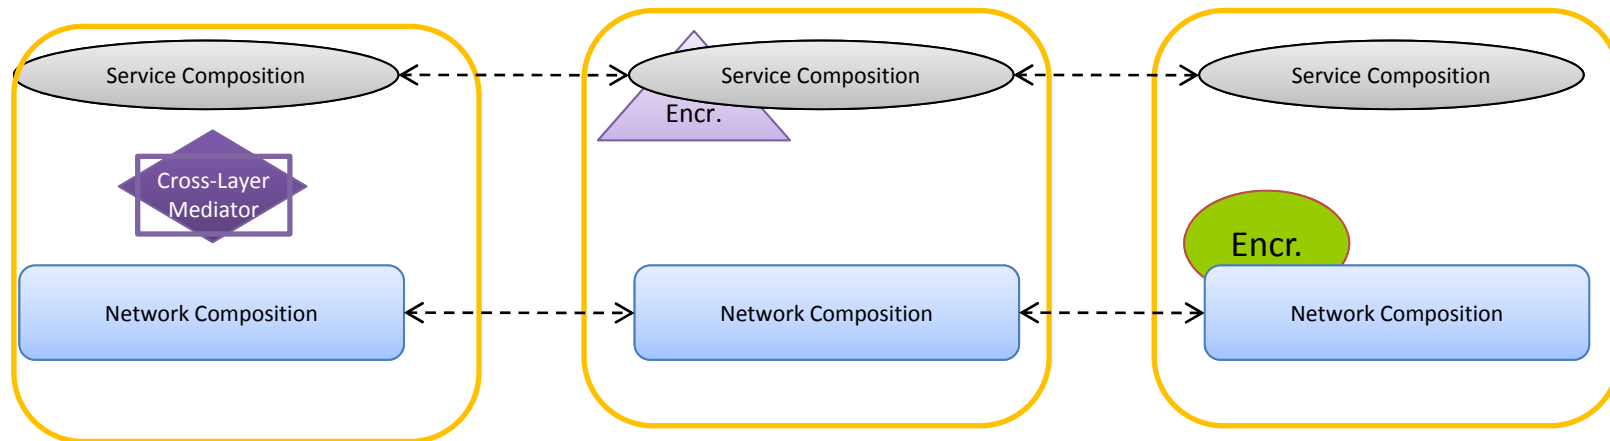 Service Composition
Service Composition
Service Composition
Encr.
Cross-Layer
Mediator
Encr.
Network Composition
Network Composition
Network Composition